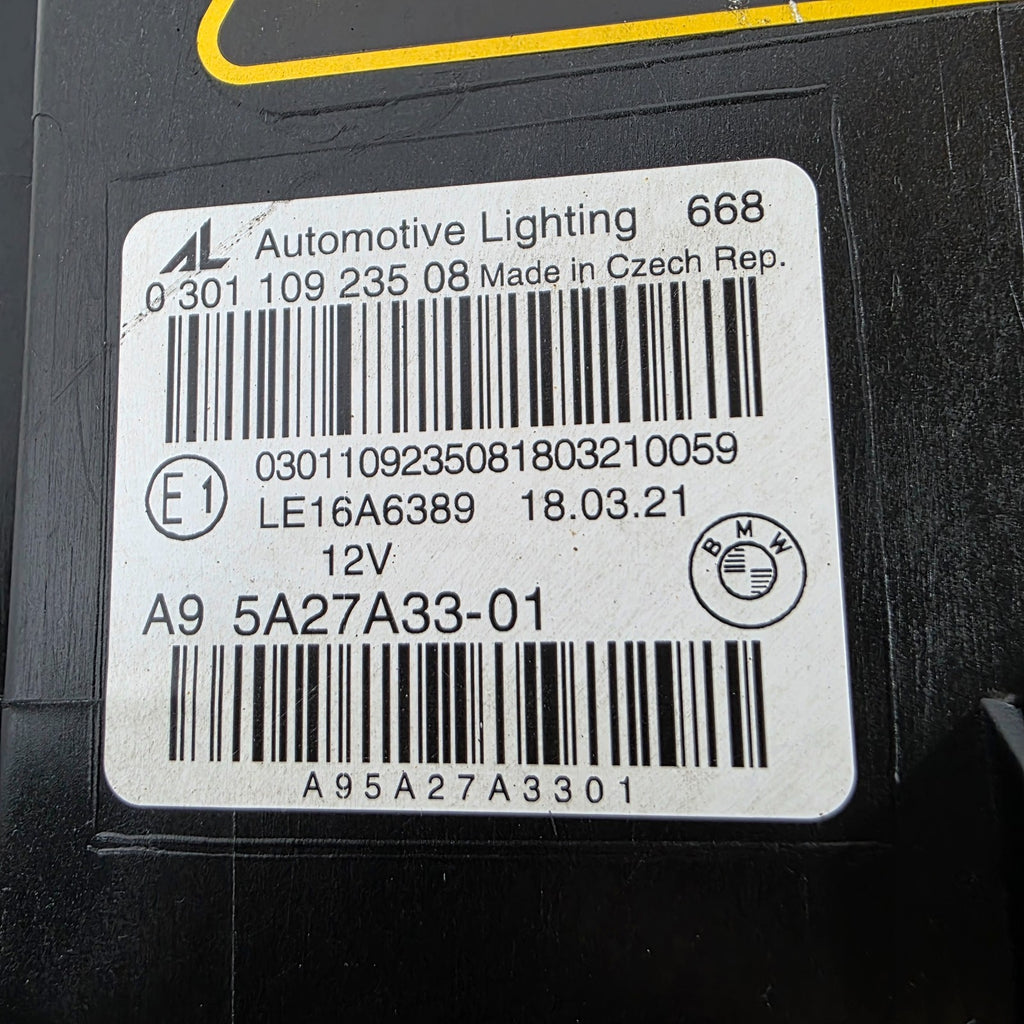 AL Automotive Lighting 668
0 301 109 235 08 Made in Czech Rep.
0301109235081803210059
E1 LE16A6389 18.03.21
12V
BMW
A9 5A27A33-01
A95A27A3301